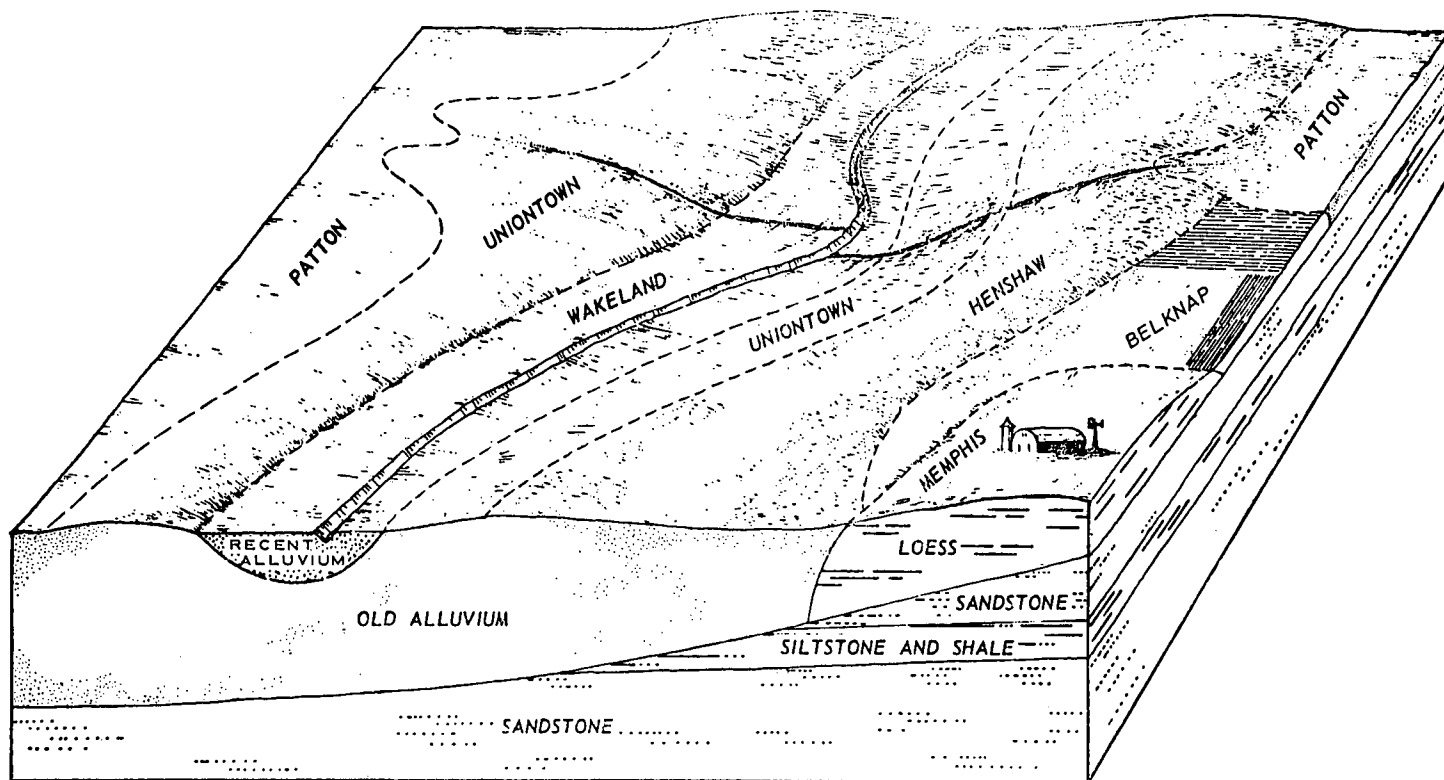 PATTON
UNIONTOWN
PATTON
WAKELAND
UNIONTOWN
HENSHAW
BELKNAP
MEMPHIS
RECENT
ALLUVIUM
LOESS
OLD ALLUVIUM
SANDSTONE
SILTSTONE AND SHALE
SANDSTONE